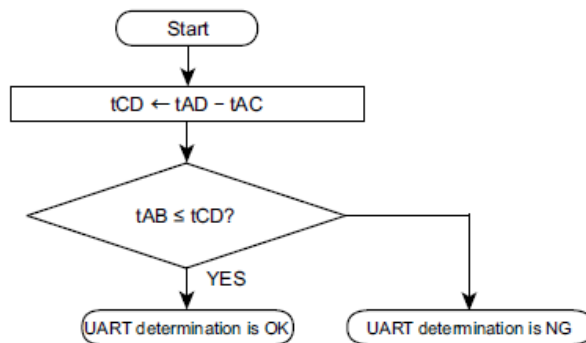 Start
tCD ← tAD − tAC
tAB ≤ tCD?
YES
UART determination is OK
UART determination is NG